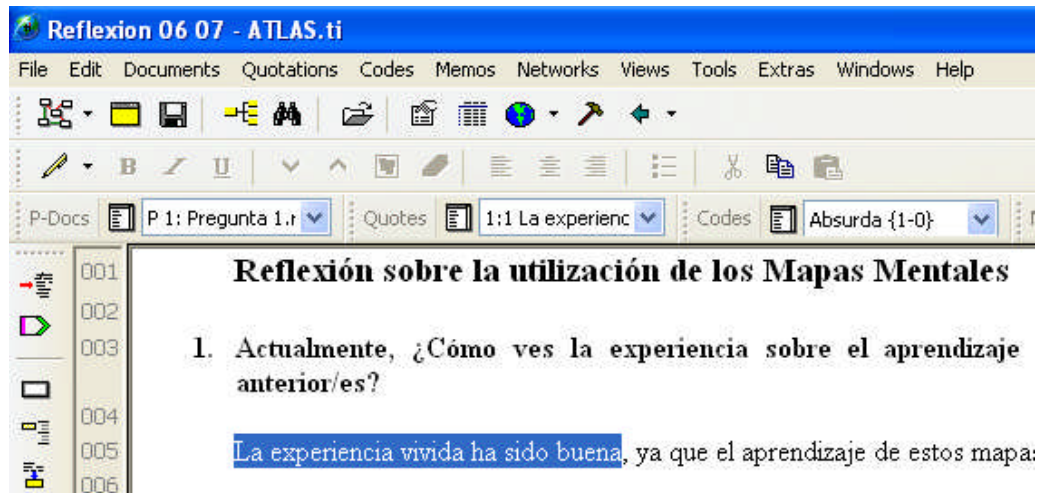 Reflexion 06 07 - ATLAS.ti
File Edit Documents Quotations Codes Memos Networks Views Tools Extras Windows Help
B I U
P-Docs P 1: Pregunta 1.r Quotes 1:1 La experienc Codes Absurda {1-0}
001 Reflexión sobre la utilización de los Mapas Mentales
002
003 1. Actualmente, ¿Cómo ves la experiencia sobre el aprendizaje
anterior/es?
004
005 La experiencia vivida ha sido buena, ya que el aprendizaje de estos mapas
006